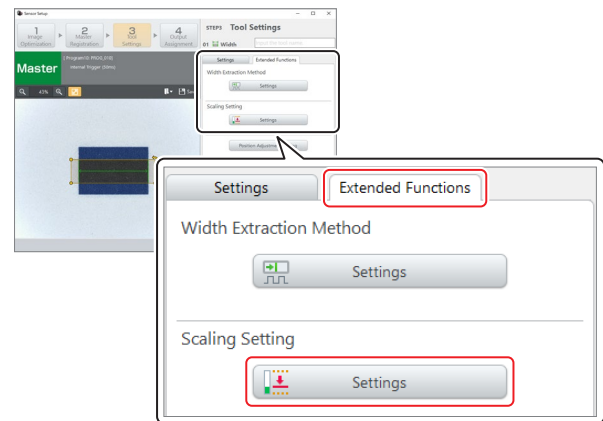 Sensor Setup
1
Image
Optimization
2
Master
Registration
3
Tool
Settings
4
Output
Assignment
STEP3 Tool Settings
01 Width
Master
Internal Trigger
43%
Settings
Extended Functions
Width Extraction Method
Settings
Scaling Setting
Settings
Position Adjustment
Settings
Extended Functions
Width Extraction Method
Settings
Scaling Setting
Settings